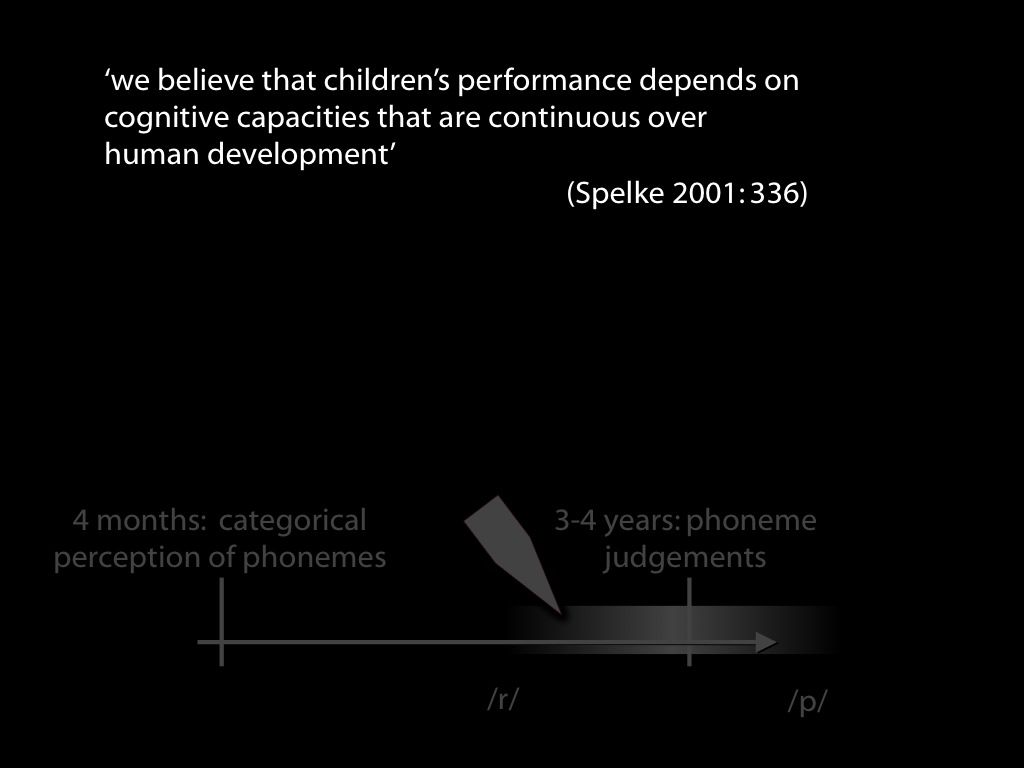 ‘we believe that children’s performance depends on
cognitive capacities that are continuous over
human development’
(Spelke 2001: 336)
4 months:  categorical
perception of phonemes
3-4 years: phoneme
judgements
/r/
/p/